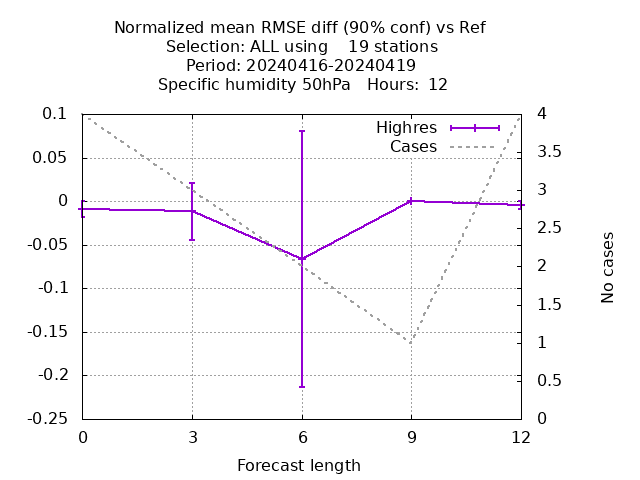 Normalized mean RMSE diff (90% conf) vs Ref
Selection: ALL using    19 stations
Period: 20240416-20240419
Specific humidity 50hPa   Hours:  12
Highres
Cases
0.1
0.05
0
-0.05
-0.1
-0.15
-0.2
-0.25
4
3.5
3
2.5
2
1.5
1
0.5
0
No cases
0 3 6 9 12
Forecast length